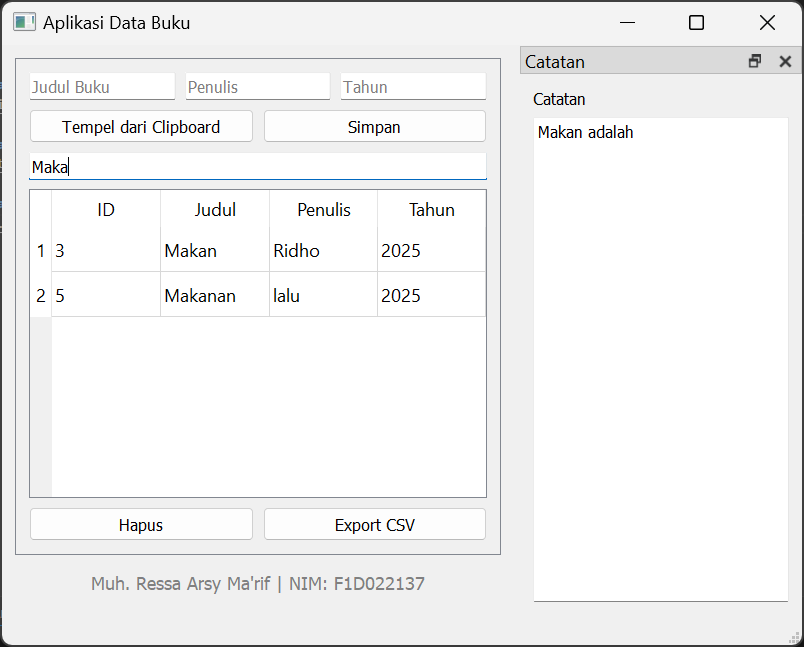 Aplikasi Data Buku
Judul Buku Penulis Tahun
Tempel dari Clipboard Simpan
Maka
ID Judul Penulis Tahun
1 3 Makan Ridho 2025
2 5 Makanan lalu 2025
Hapus Export CSV
Muh. Ressa Arsy Ma'rif | NIM: F1D022137
Catatan
Catatan
Makan adalah